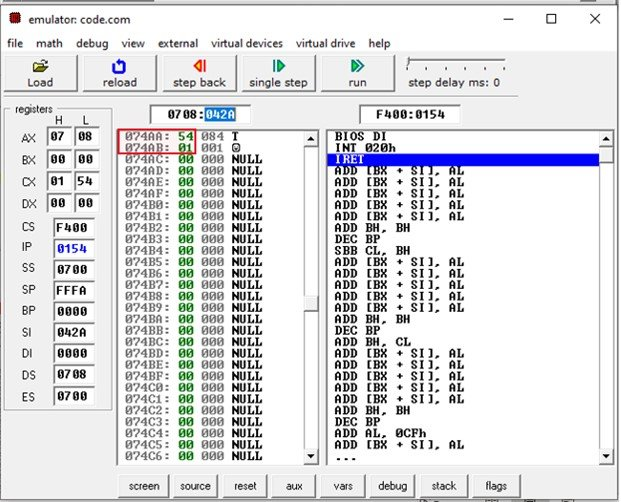 emulator: code.com
file math debug view external virtual devices virtual drive help
Load reload step back single step run step delay ms: 0
registers
H L
AX 07 08
BX 00 00
CX 01 54
DX 00 00
CS F400
IP 0154
SS 0700
SP FFFA
BP 0000
SI 042A
DI 0000
DS 0708
ES 0700
0708:042A
074AA: 54 084 T
074AB: 01 001 ☺
074AC: 00 000 NULL
074AD: 00 000 NULL
074AE: 00 000 NULL
074AF: 00 000 NULL
074B0: 00 000 NULL
074B1: 00 000 NULL
074B2: 00 000 NULL
074B3: 00 000 NULL
074B4: 00 000 NULL
074B5: 00 000 NULL
074B6: 00 000 NULL
074B7: 00 000 NULL
074B8: 00 000 NULL
074B9: 00 000 NULL
074BA: 00 000 NULL
074BB: 00 000 NULL
074BC: 00 000 NULL
074BD: 00 000 NULL
074BE: 00 000 NULL
074BF: 00 000 NULL
074C0: 00 000 NULL
074C1: 00 000 NULL
074C2: 00 000 NULL
074C3: 00 000 NULL
074C4: 00 000 NULL
074C5: 00 000 NULL
074C6: 00 000 NULL
F400:0154
BIOS DI
INT 020h
IRET
ADD [BX + SI], AL
ADD [BX + SI], AL
ADD [BX + SI], AL
ADD [BX + SI], AL
ADD [BX + SI], AL
ADD BH, BH
DEC BP
SBB CL, BH
ADD [BX + SI], AL
ADD [BX + SI], AL
ADD [BX + SI], AL
ADD [BX + SI], AL
ADD [BX + SI], AL
ADD BH, BH
DEC BP
ADD BH, CL
ADD [BX + SI], AL
ADD [BX + SI], AL
ADD [BX + SI], AL
ADD [BX + SI], AL
ADD [BX + SI], AL
ADD BH, BH
DEC BP
ADD AL, 0CFh
ADD [BX + SI], AL
...
screen source reset aux vars debug stack flags